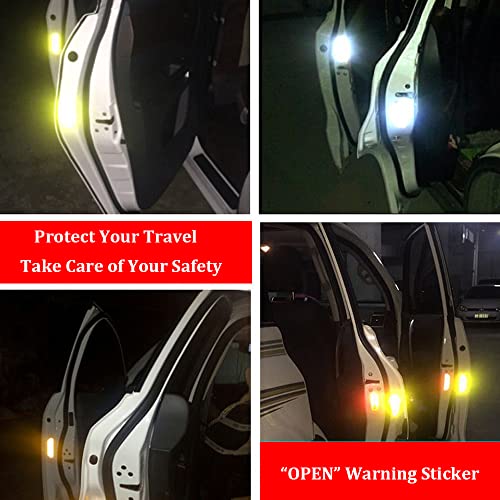 Protect Your Travel
Take Care of Your Safety
“OPEN” Warning Sticker